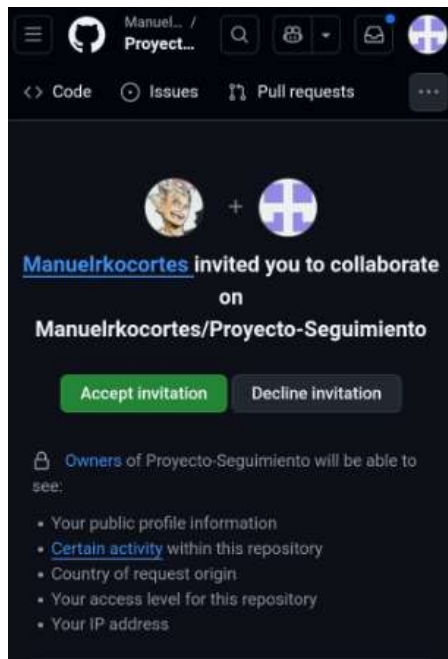 Manuel... /
Proyect...
<> Code
Issues
Pull requests
...
+
Manuelrkocortes invited you to collaborate
on
Manuelrkocortes/Proyecto-Seguimiento
Accept invitation
Decline invitation
Owners of Proyecto-Seguimiento will be able to
see:
• Your public profile information
• Certain activity within this repository
• Country of request origin
• Your access level for this repository
• Your IP address